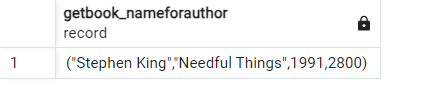 getbook_nameforauthor
record
1 ("Stephen King","Needful Things",1991,2800)